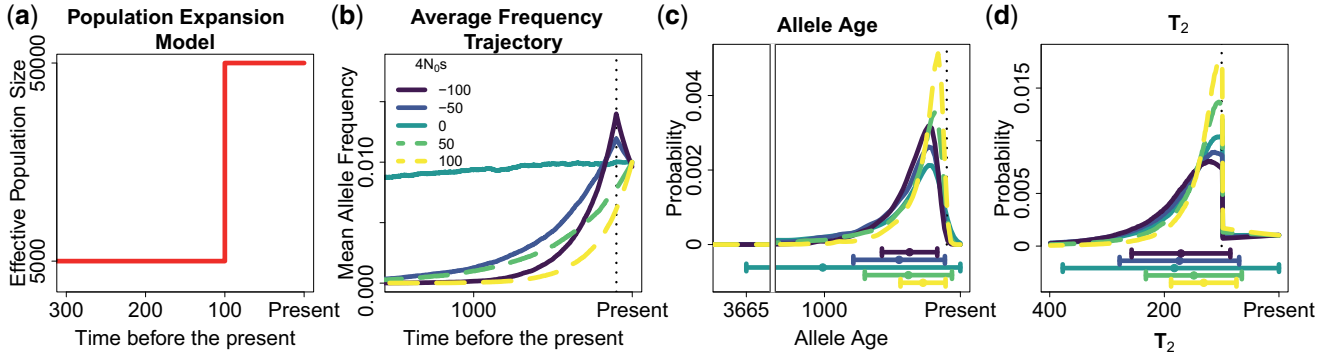 (a) Population Expansion Model
Effective Population Size
50000
5000
300 200 100 Present
Time before the present
(b) Average Frequency Trajectory
Mean Allele Frequency
0.010
0.000
4N₀s
−100
−50
0
50
100
1000 Present
Time before the present
(c) Allele Age
Probability
0.004
0.002
0
3665 1000 Present
Allele Age
(d) T₂
Probability
0.015
0.005
0
400 200 Present
T₂